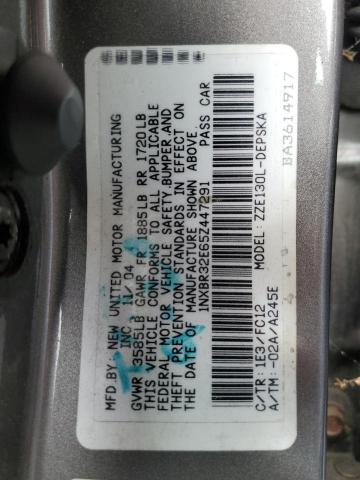 MFD. BY: NEW UNITED MOTOR MANUFACTURING
INC 11/04
GVWR 3585LB GAWR FR 1885LB RR 1720LB
THIS VEHICLE CONFORMS TO ALL APPLICABLE
FEDERAL MOTOR VEHICLE SAFETY,BUMPER,AND
THEFT PREVENTION STANDARDS IN EFFECT ON
THE DATE OF MANUFACTURE SHOWN ABOVE.
1NXBR32E65Z447291 PASS CAR
C/TR: 1E3/FC12 MODEL: ZZE130L-DEPSKA
A/TM: -02A/A245E
BA3614917